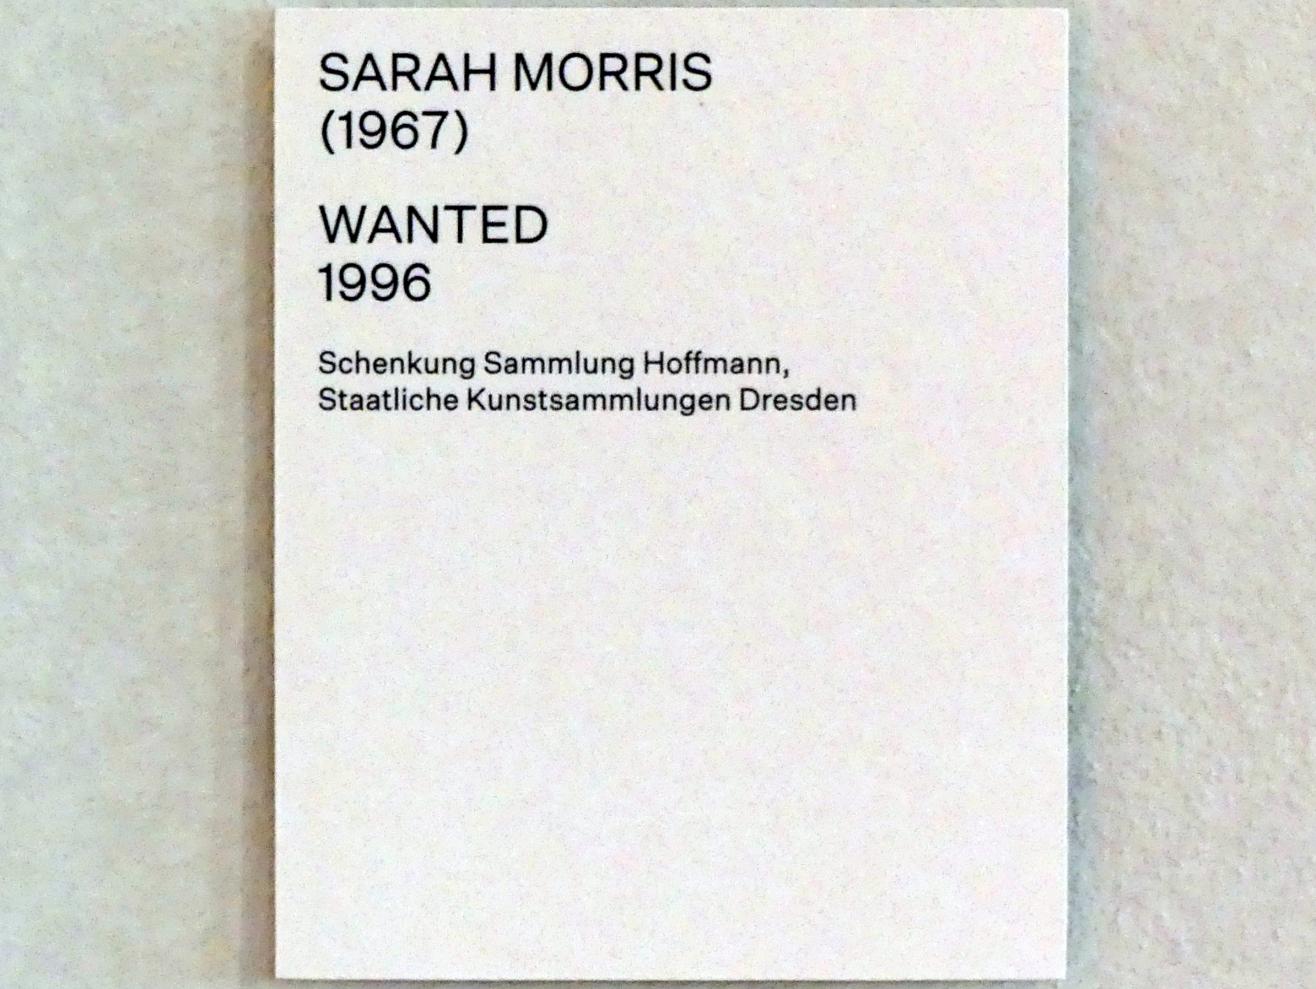 SARAH MORRIS
(1967)
WANTED
1996
Schenkung Sammlung Hoffmann,
Staatliche Kunstsammlungen Dresden